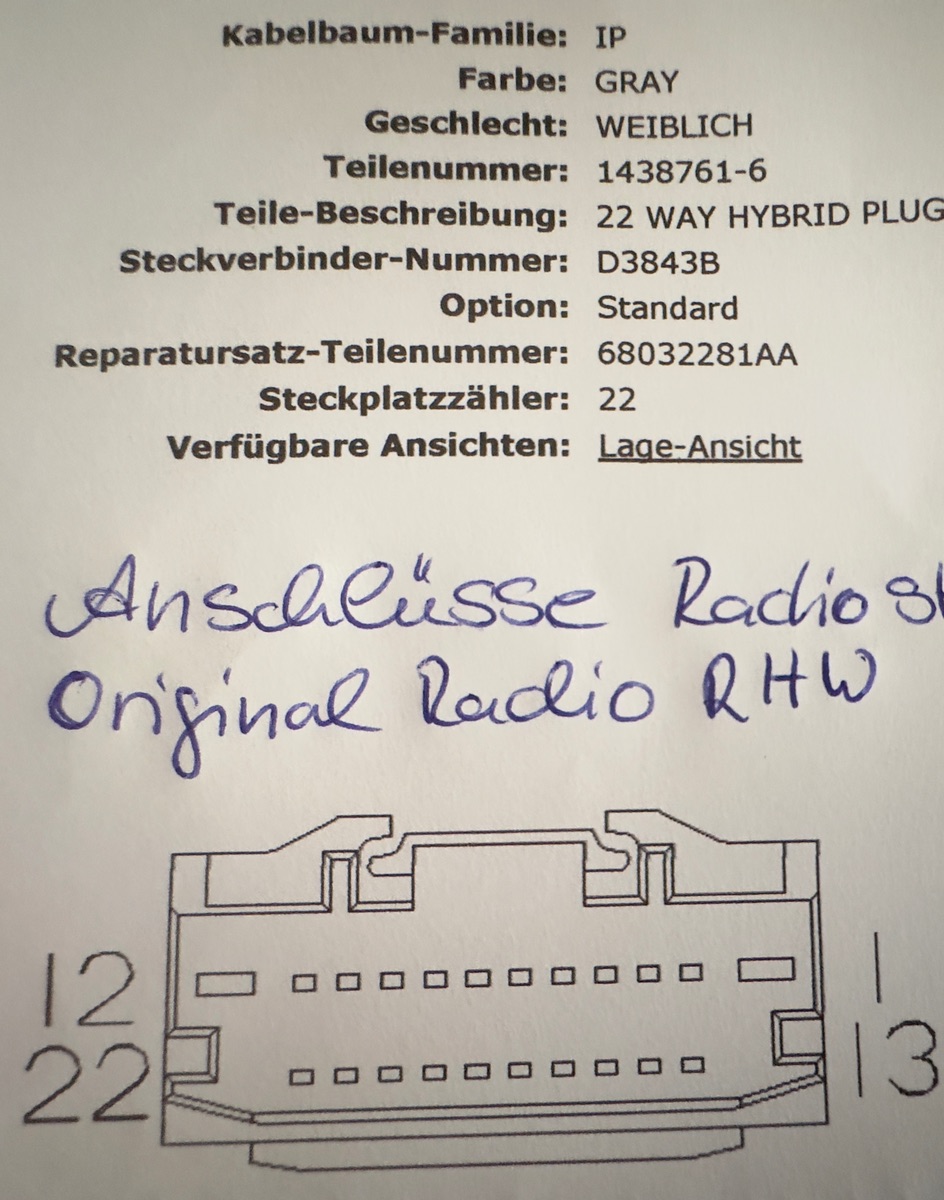 Kabelbaum-Familie: IP
Farbe: GRAY
Geschlecht: WEIBLICH
Teilenummer: 1438761-6
Teile-Beschreibung: 22 WAY HYBRID PLUG
Steckverbinder-Nummer: D3843B
Option: Standard
Reparatursatz-Teilenummer: 68032281AA
Steckplatzzähler: 22
Verfügbare Ansichten: Lage-Ansicht
Anschlüsse Radio
Original Radio RHW
12 1
22 13